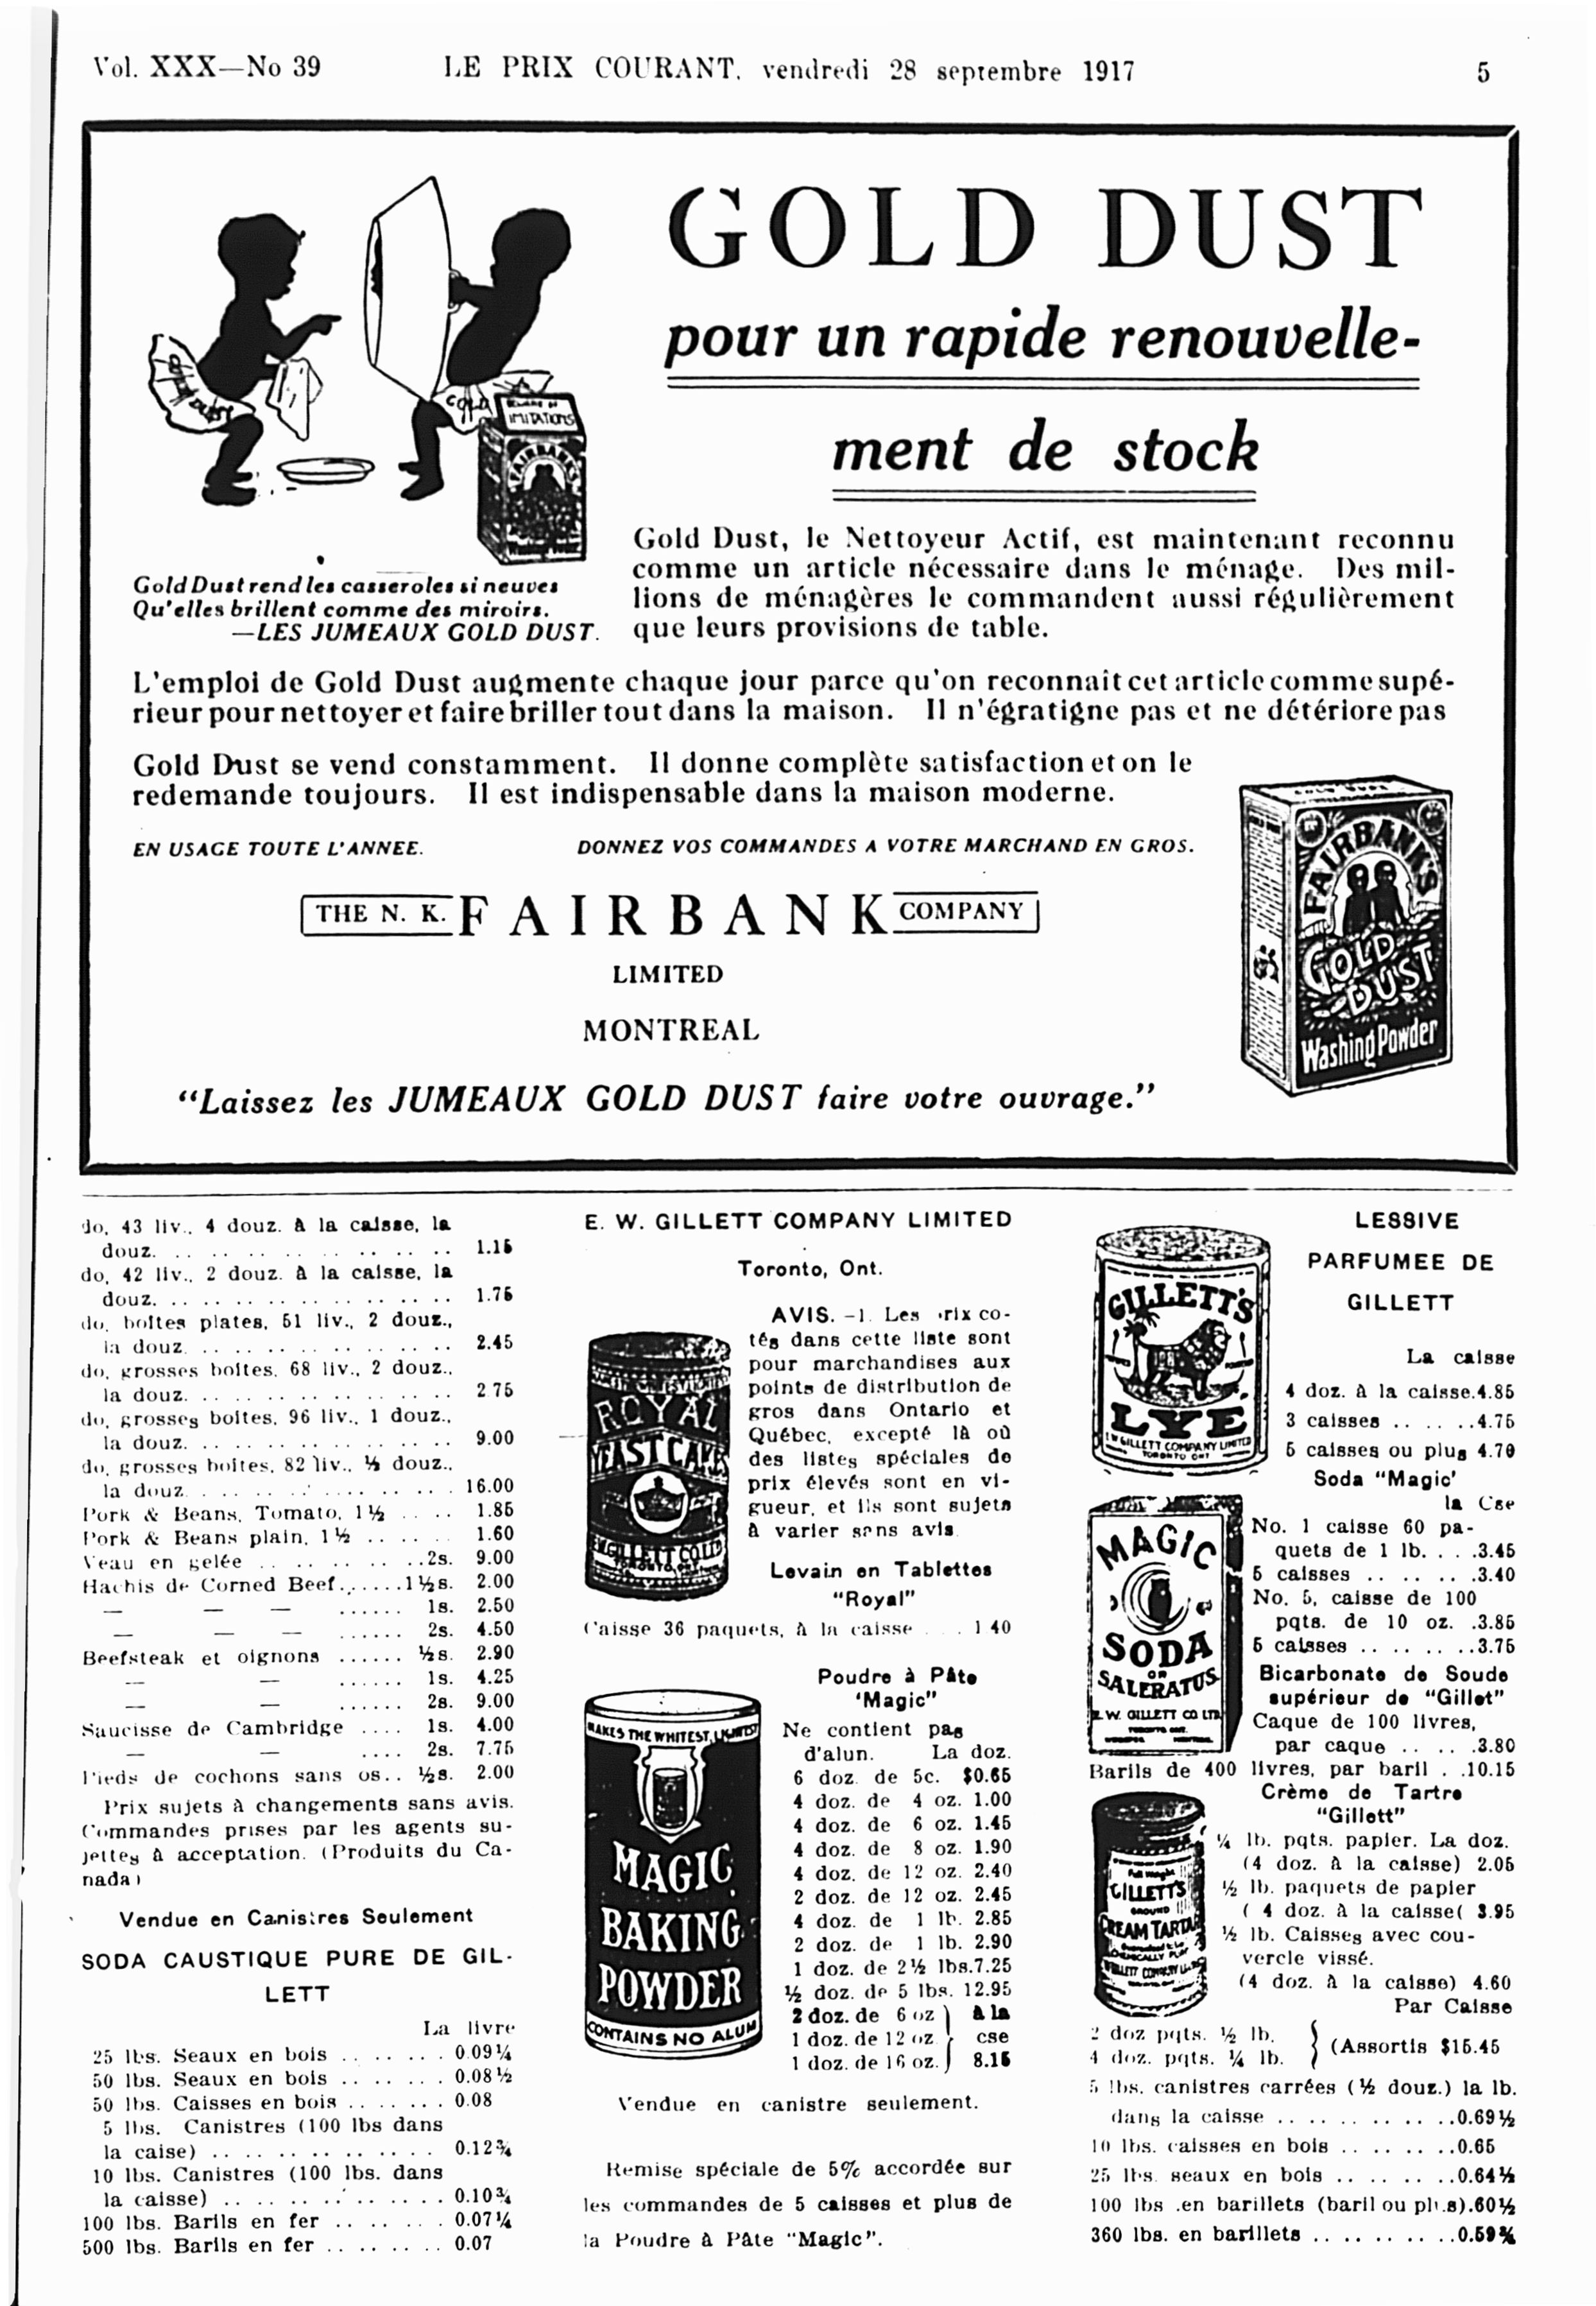 Vol. XXX—No 39 LE PRIX COURANT, vendredi 28 septembre 1917 5
GOLD DUST
pour un rapide renouvelle-
ment de stock
GOLD DUST
GOLD
BEWARE OF
IMITATIONS
FAIRBANK'S
Washing Powder
Gold Dust rend les casseroles si neuves
Qu'elles brillent comme des miroirs.
—LES JUMEAUX GOLD DUST.
Gold Dust, le Nettoyeur Actif, est maintenant reconnu
comme un article nécessaire dans le ménage. Des mil-
lions de ménagères le commandent aussi régulièrement
que leurs provisions de table.
L'emploi de Gold Dust augmente chaque jour parce qu'on reconnait cet article comme supé-
rieur pour nettoyer et faire briller tout dans la maison. Il n'égratigne pas et ne détériore pas
Gold Dust se vend constamment. Il donne complète satisfaction et on le
redemande toujours. Il est indispensable dans la maison moderne.
EN USAGE TOUTE L'ANNEE. DONNEZ VOS COMMANDES A VOTRE MARCHAND EN GROS.
THE N. K. FAIRBANK COMPANY
LIMITED
MONTREAL
"Laissez les JUMEAUX GOLD DUST faire votre ouvrage."
FAIRBANK'S
GOLD
DUST
Washing Powder
do, 43 liv., 4 douz. à la caisse, la
douz. . . . . . . . . . . . 1.15
do, 42 liv., 2 douz. à la caisse, la
douz. . . . . . . . . . . . 1.75
do, boîtes plates, 51 liv., 2 douz.,
la douz. . . . . . . . . . . 2.45
do, grosses boîtes, 68 liv., 2 douz.,
la douz. . . . . . . . . . . 2 75
do, grosses boîtes, 96 liv., 1 douz.,
la douz. . . . . . . . . . . 9.00
do, grosses boîtes, 82 liv., ½ douz.,
la douz. . . . . . . . . . . 16.00
Pork & Beans, Tomato, 1½ . . . . 1.85
Pork & Beans plain, 1½ . . . . . 1.60
Veau en gelée . . . . . . . . 2s. 9.00
Hachis de Corned Beef. . . . . . 1½s. 2.00
— — — ...... 1s. 2.50
— — — ...... 2s. 4.50
Beefsteak et oignons ...... ½s. 2.90
— — ...... 1s. 4.25
— — ...... 2s. 9.00
Saucisse de Cambridge .... 1s. 4.00
— — .... 2s. 7.75
Pieds de cochons sans os.. ½s. 2.00
Prix sujets à changements sans avis.
Commandes prises par les agents su-
jettes à acceptation. (Produits du Ca-
nada)
Vendue en Canistres Seulement
SODA CAUSTIQUE PURE DE GIL-
LETT
La livre
25 lbs. Seaux en bois . . . . . . 0.09¼
50 lbs. Seaux en bois . . . . . . 0.08½
50 lbs. Caisses en bois . . . . . . 0.08
5 lbs. Canistres (100 lbs dans
la caise) . . . . . . . . . . 0.12¾
10 lbs. Canistres (100 lbs. dans
la caisse) . . . . . . . . . . 0.10¾
100 lbs. Barils en fer . . . . . . 0.07¼
500 lbs. Barils en fer . . . . . . 0.07
E. W. GILLETT COMPANY LIMITED
Toronto, Ont.
AVIS. —1. Les prix co-
tés dans cette liste sont
pour marchandises aux
points de distribution de
gros dans Ontario et
Québec, excepté là où
des listes spéciales de
prix élevés sont en vi-
gueur, et ils sont sujets
à varier sans avis.
ROYAL
YEAST CAKES
E.W. GILLETT CO. LTD.
TORONTO, ONT.
Levain en Tablettes
"Royal"
Caisse 36 paquets, à la caisse . . . 1 40
Poudre à Pâte
'Magic"
Ne contient pas
d'alun. La doz.
6 doz. de 5c. $0.65
4 doz. de 4 oz. 1.00
4 doz. de 6 oz. 1.45
4 doz. de 8 oz. 1.90
4 doz. de 12 oz. 2.40
2 doz. de 12 oz. 2.45
4 doz. de 1 lb. 2.85
2 doz. de 1 lb. 2.90
1 doz. de 2½ lbs. 7.25
½ doz. de 5 lbs. 12.95
2 doz. de 6 oz } à la
1 doz. de 12 oz } cse
1 doz. de 16 oz. } 8.15
MAKES THE WHITEST, LIGHTEST
MAGIC
BAKING
POWDER
CONTAINS NO ALUM
Vendue en canistre seulement.
Remise spéciale de 5% accordée sur
les commandes de 5 caisses et plus de
la Poudre à Pâte "Magic".
LESSIVE
PARFUMEE DE
GILLETT
GILLETT'S
LYE
E.W. GILLETT COMPANY LIMITED
TORONTO ONT
La caisse
4 doz. à la caisse. 4.85
3 caisses . . . . . . 4.75
5 caisses ou plus 4.70
Soda "Magic'
la Cse
No. 1 caisse 60 pa-
quets de 1 lb. . . . 3.45
5 caisses . . . . . . 3.40
No. 5, caisse de 100
pqts. de 10 oz. . 3.85
5 caisses . . . . . . 3.75
MAGIC
SODA
OR
SALERATUS
E. W. GILLETT CO LTD
Bicarbonate de Soude
supérieur de "Gillet"
Caque de 100 livres,
par caque . . . . . 3.80
Barils de 400 livres, par baril . . 10.15
Crème de Tartre
"Gillett"
GILLETT'S
GROUND
CREAM TARTAR
CHEMICALLY PURE
¼ lb. pqts. papier. La doz.
(4 doz. à la caisse) 2.05
½ lb. paquets de papier
( 4 doz. à la caisse( 3.95
½ lb. Caisses avec cou-
vercle vissé.
(4 doz. à la caisse) 4.60
Par Caisse
2 doz pqts. ½ lb. } (Assortis $15.45
4 doz. pqts. ¼ lb. }
5 lbs. canistres carrées (½ douz.) la lb.
dans la caisse . . . . . . . . . 0.69½
10 lbs. caisses en bois . . . . . . 0.65
25 lbs. seaux en bois . . . . . . 0.64½
100 lbs .en barillets (baril ou plus) .60½
360 lbs. en barillets . . . . . . . 0.59¾